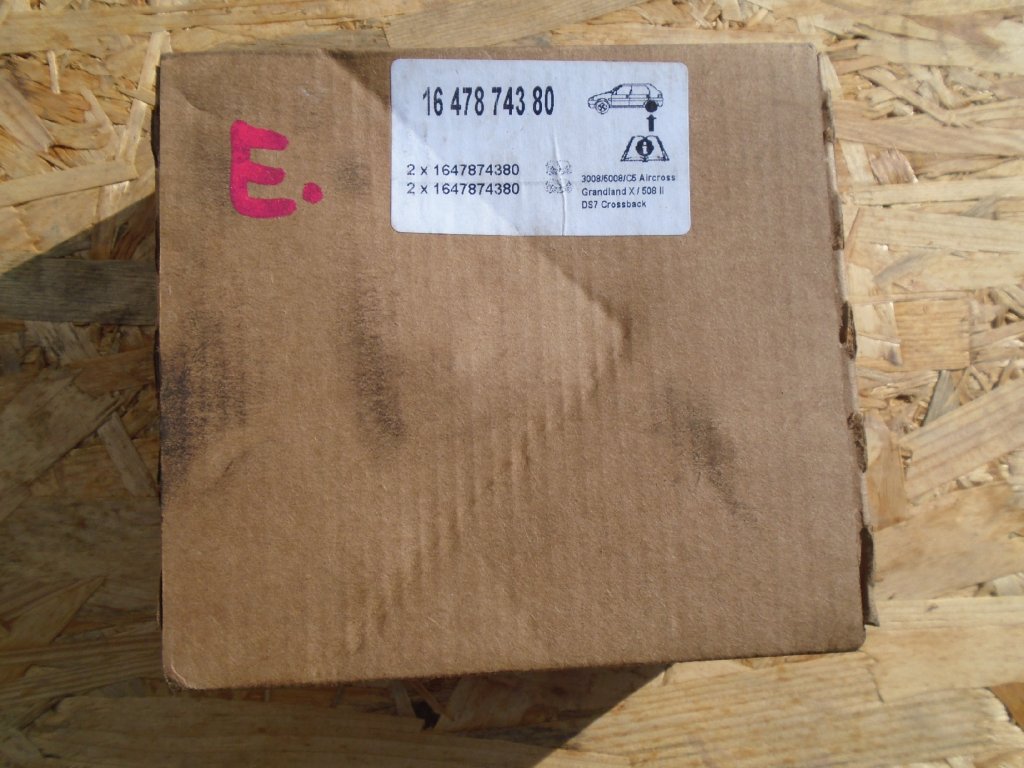 E.
16 478 743 80
2 x 1647874380
2 x 1647874380
i
3008/5008/C5 Aircross
Grandland X / 508 II
DS7 Crossback